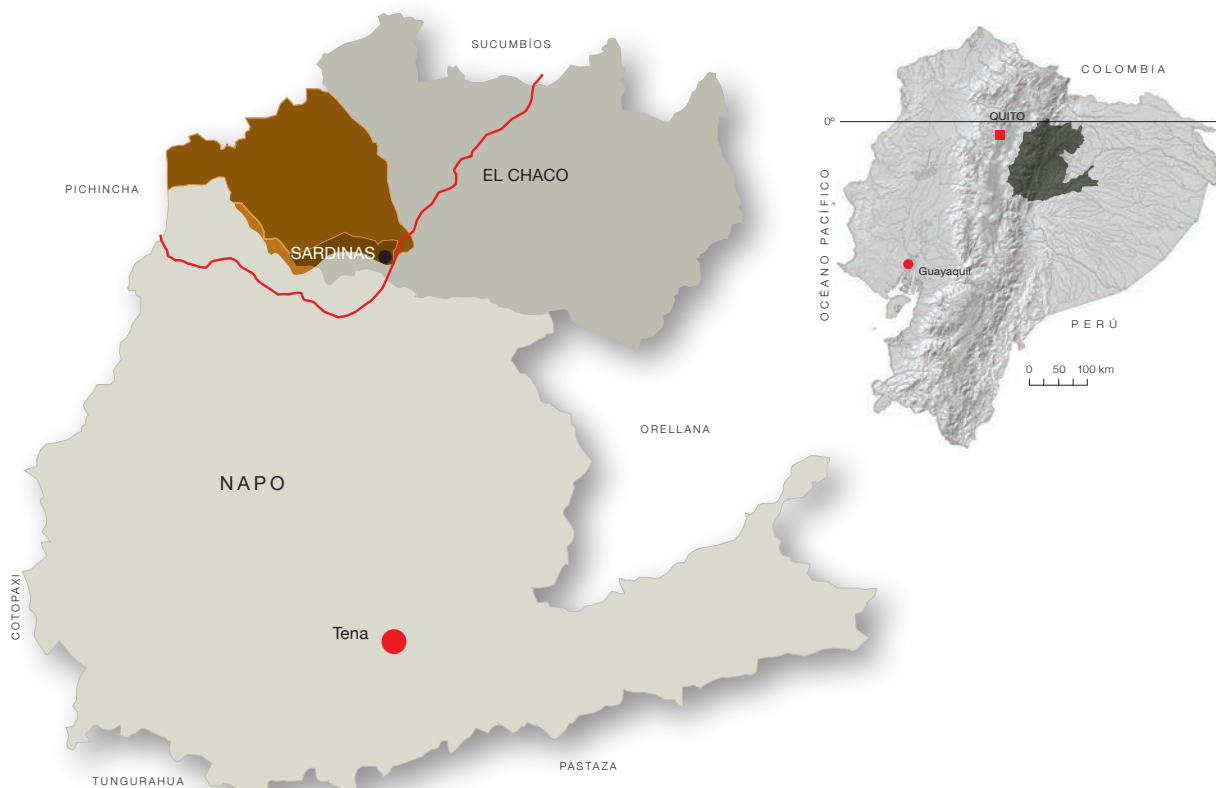 SUCUMBÍOS
PICHINCHA
EL CHACO
SARDINAS
ORELLANA
NAPO
COTOPAXI
Tena
PASTAZA
TUNGURAHUA
COLOMBIA
0º
QUITO
OCÉANO PACÍFICO
Guayaquil
PERÚ
0 50 100 km